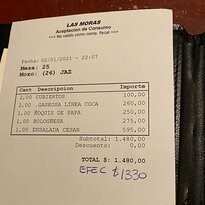 LAS MORAS
Aceptacion de Consumo
>>> No valido como comp. fiscal >>>
Fecha: 02/01/2021 - 22:07
Mesa: 25
Mozo: (26) JAZ
Cant Descripcion Importe
2,00 CUBIERTOS 300,00
2,00 .GASEOSA LÍNEA COCA 260,00
1,00 ÑOQUIS DE PAPA 250,00
1,00 BOLOGNESA 275,00
1,00 ENSALADA CESAR 595,00
Subtotal: 1.480,00
Descuento: 0,00
TOTAL $: 1.480,00
EFEC $1330